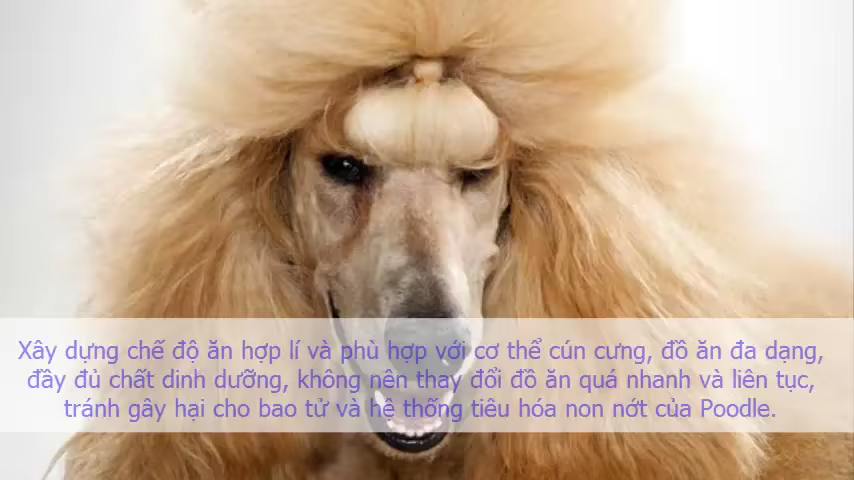 Xây dựng chế độ ăn hợp lí và phù hợp với cơ thể cún cưng, đồ ăn đa dạng,
đầy đủ chất dinh dưỡng, không nên thay đổi đồ ăn quá nhanh và liên tục,
tránh gây hại cho bao tử và hệ thống tiêu hóa non nớt của Poodle.